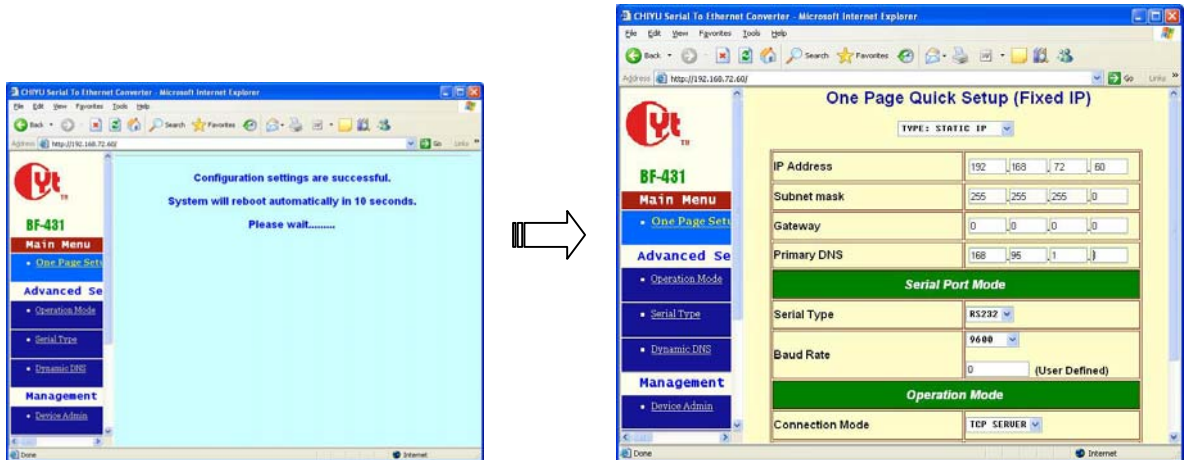 CHIYU Serial To Ethernet Converter - Microsoft Internet Explorer
File Edit View Favorites Tools Help
Back Search Favorites
Address http://192.168.72.60/ Go Links
Cyt
TM
BF-431
Main Menu
One Page Setu
Advanced Se
Operation Mode
Serial Type
Dynamic DNS
Management
Device Admin
Configuration settings are successful.
System will reboot automatically in 10 seconds.
Please wait.........
Done Internet
CHIYU Serial To Ethernet Converter - Microsoft Internet Explorer
File Edit View Favorites Tools Help
Back Search Favorites
Address http://192.168.72.60/ Go Links
Cyt
TM
BF-431
Main Menu
One Page Setu
Advanced Se
Operation Mode
Serial Type
Dynamic DNS
Management
Device Admin
One Page Quick Setup (Fixed IP)
TYPE: STATIC IP
IP Address 192 .168 .72 .60
Subnet mask 255 .255 .255 .0
Gateway 0 .0 .0 .0
Primary DNS 168 .95 .1 .
Serial Port Mode
Serial Type RS232
Baud Rate 9600
0 (User Defined)
Operation Mode
Connection Mode TCP SERVER
Done Internet